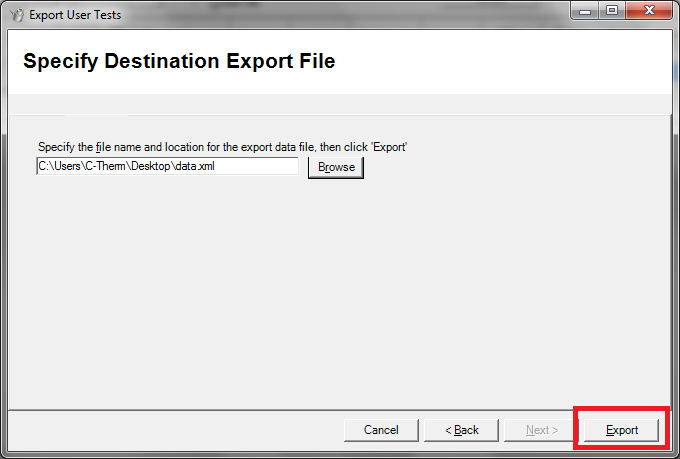 Export User Tests
Specify Destination Export File
Specify the file name and location for the export data file, then click 'Export'
C:\Users\C-Therm\Desktop\data.xml
Browse
Cancel
< Back
Next >
Export